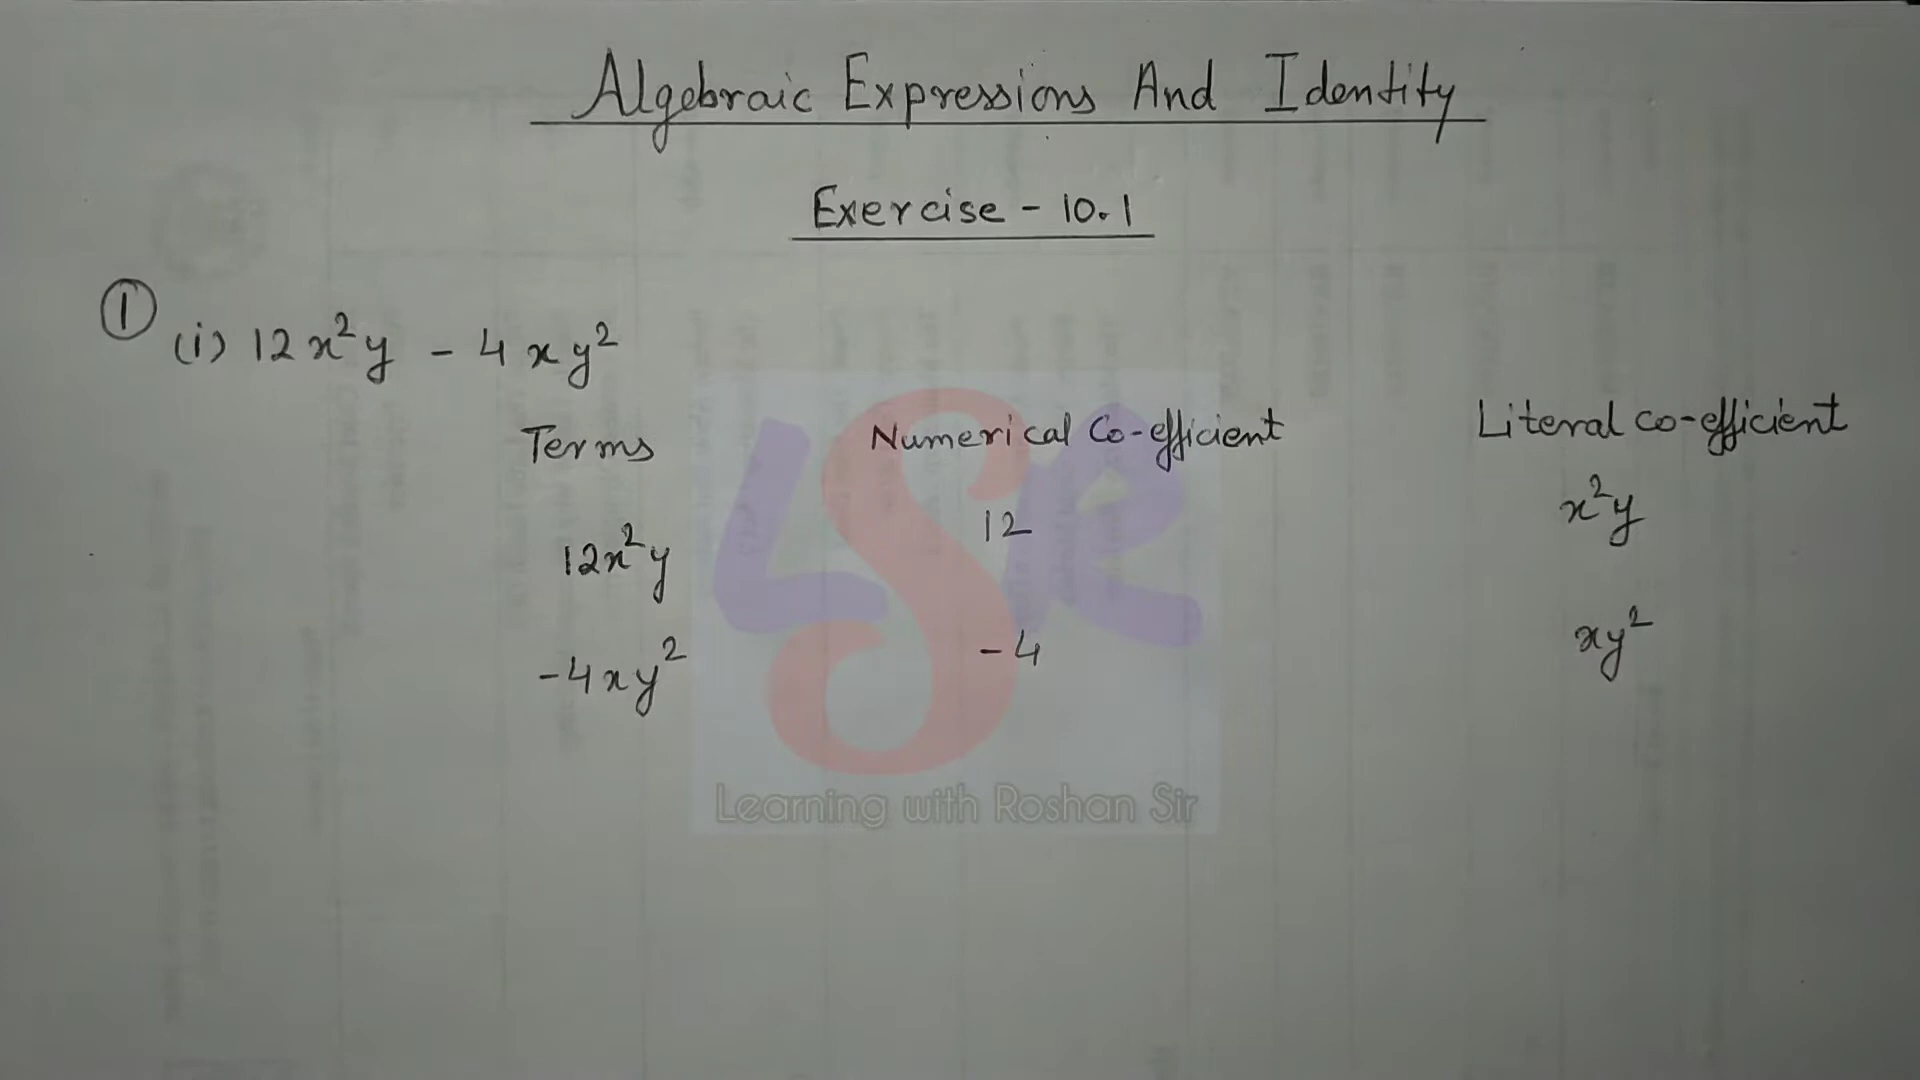 Algebraic Expressions And Identity
Exercise - 10.1
① (i) 12x²y - 4xy²
Terms Numerical Co-efficient Literal co-efficient
12x²y 12 x²y
-4xy² -4 xy²
LSR
Learning with Roshan Sir